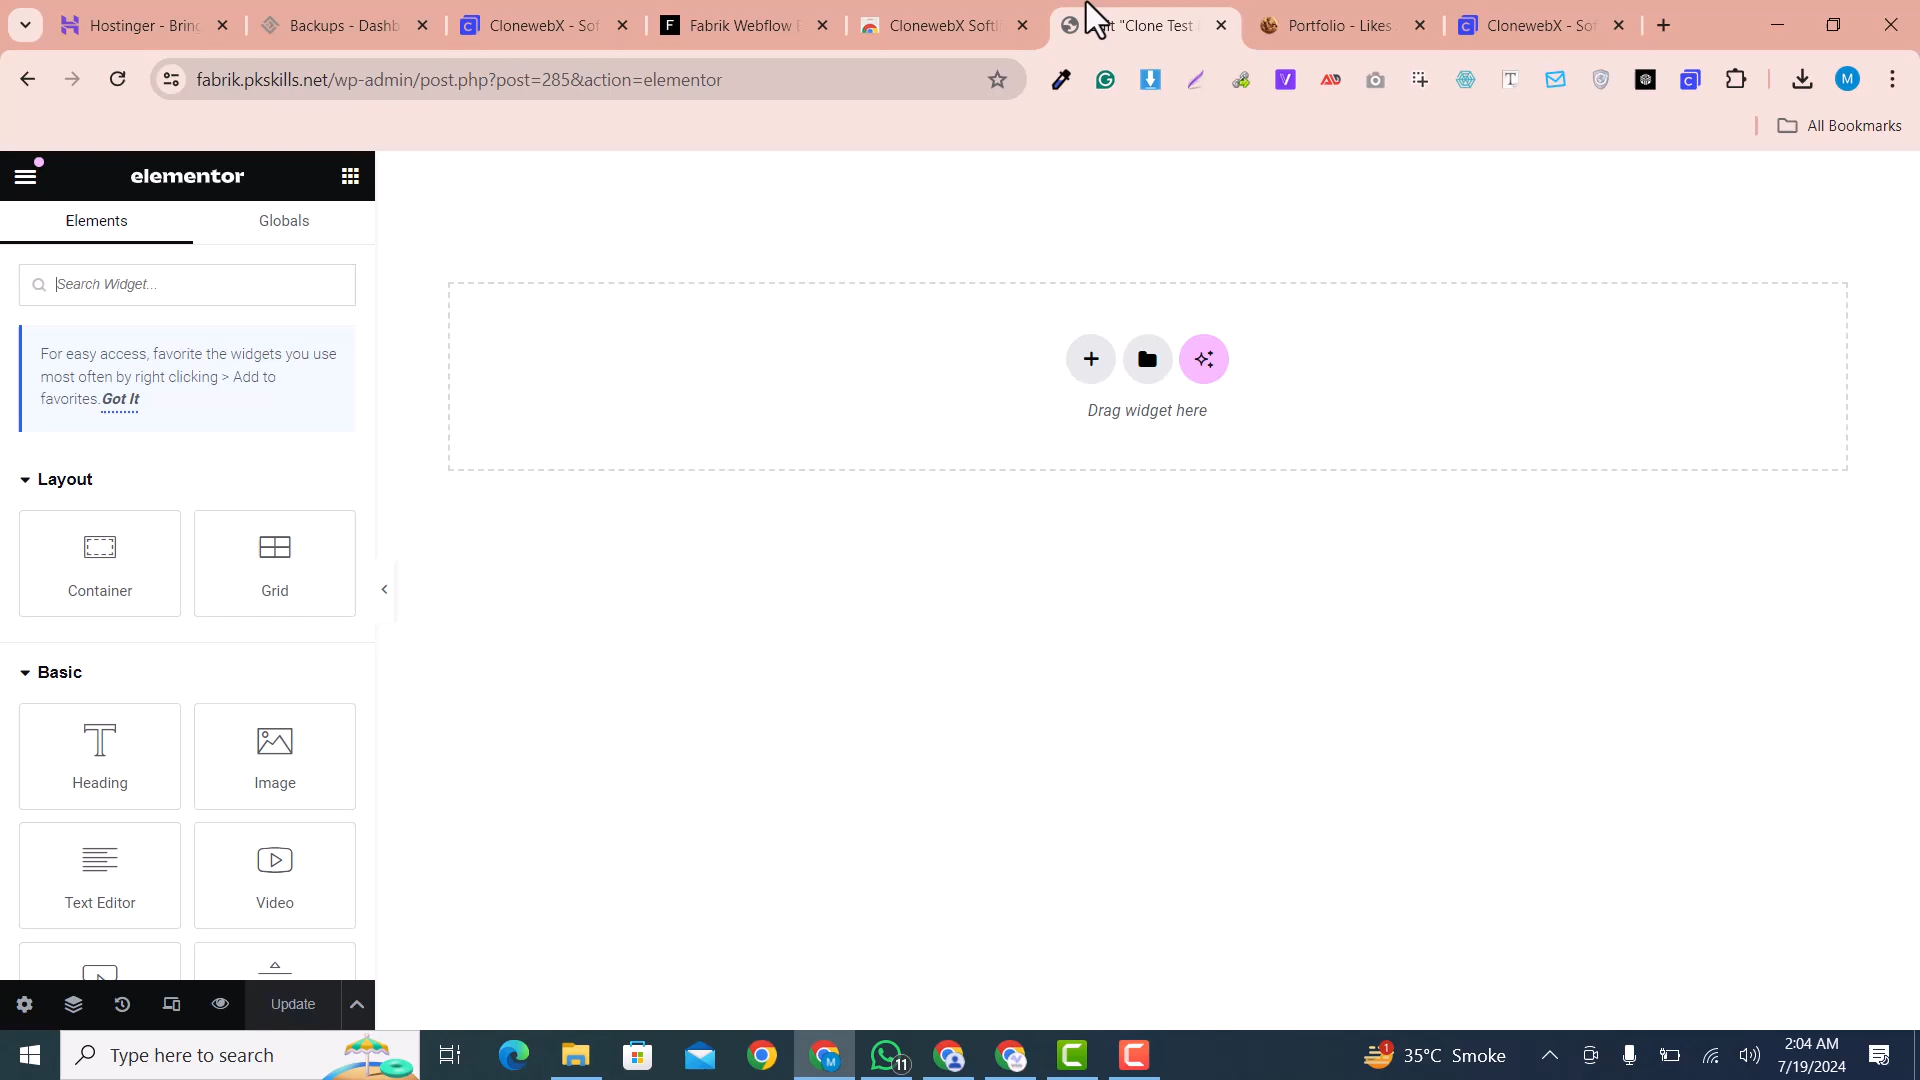 Hostinger - Bring
Backups - Dashb
ClonewebX - Sof
Fabrik Webflow
ClonewebX Softl
"Clone Test
Portfolio - Likes
ClonewebX - Sof
fabrik.pkskills.net/wp-admin/post.php?post=285&action=elementor
All Bookmarks
elementor
Elements
Globals
Search Widget...
For easy access, favorite the widgets you use
most often by right clicking > Add to
favorites. Got It
Layout
Container
Grid
Drag widget here
Basic
Heading
Image
Text Editor
Video
Update
Type here to search
11
1
35°C Smoke
2:04 AM
7/19/2024